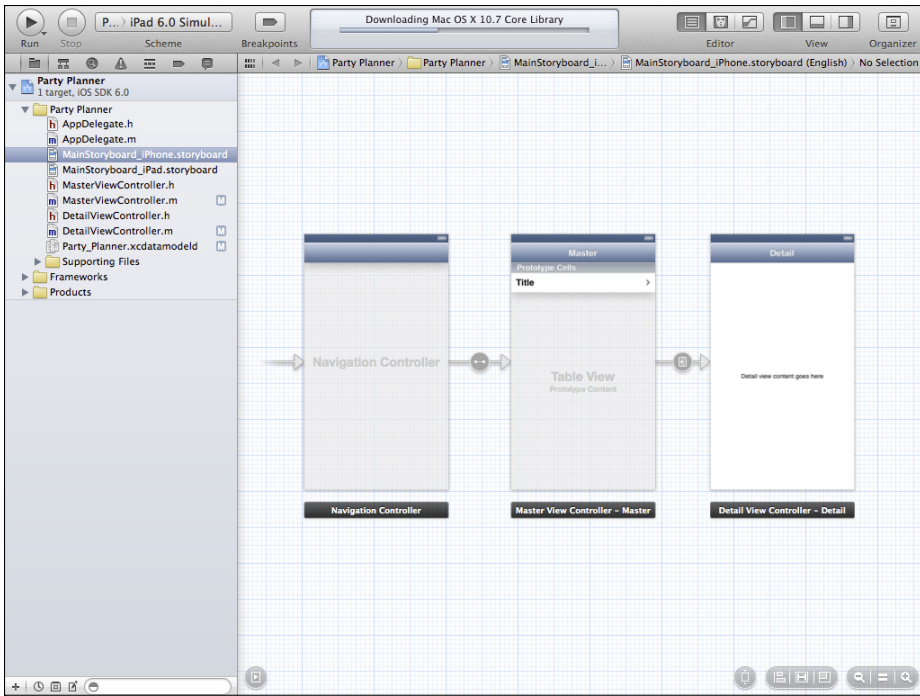 P...) iPad 6.0 Simul...
Downloading Mac OS X 10.7 Core Library
Run Stop Scheme Breakpoints Editor View Organizer
Party Planner Party Planner MainStoryboard_i... MainStoryboard_iPhone.storyboard (English) No Selection
Party Planner
1 target, iOS SDK 6.0
Party Planner
h AppDelegate.h
m AppDelegate.m
MainStoryboard_iPhone.storyboard
MainStoryboard_iPad.storyboard
h MasterViewController.h
m MasterViewController.m M
h DetailViewController.h
m DetailViewController.m M
Party_Planner.xcdatamodeld M
Supporting Files
Frameworks
Products
Navigation Controller
Navigation Controller
Master
Prototype Cells
Title
Table View
Prototype Content
Master View Controller – Master
Detail
Detail view content goes here
Detail View Controller – Detail